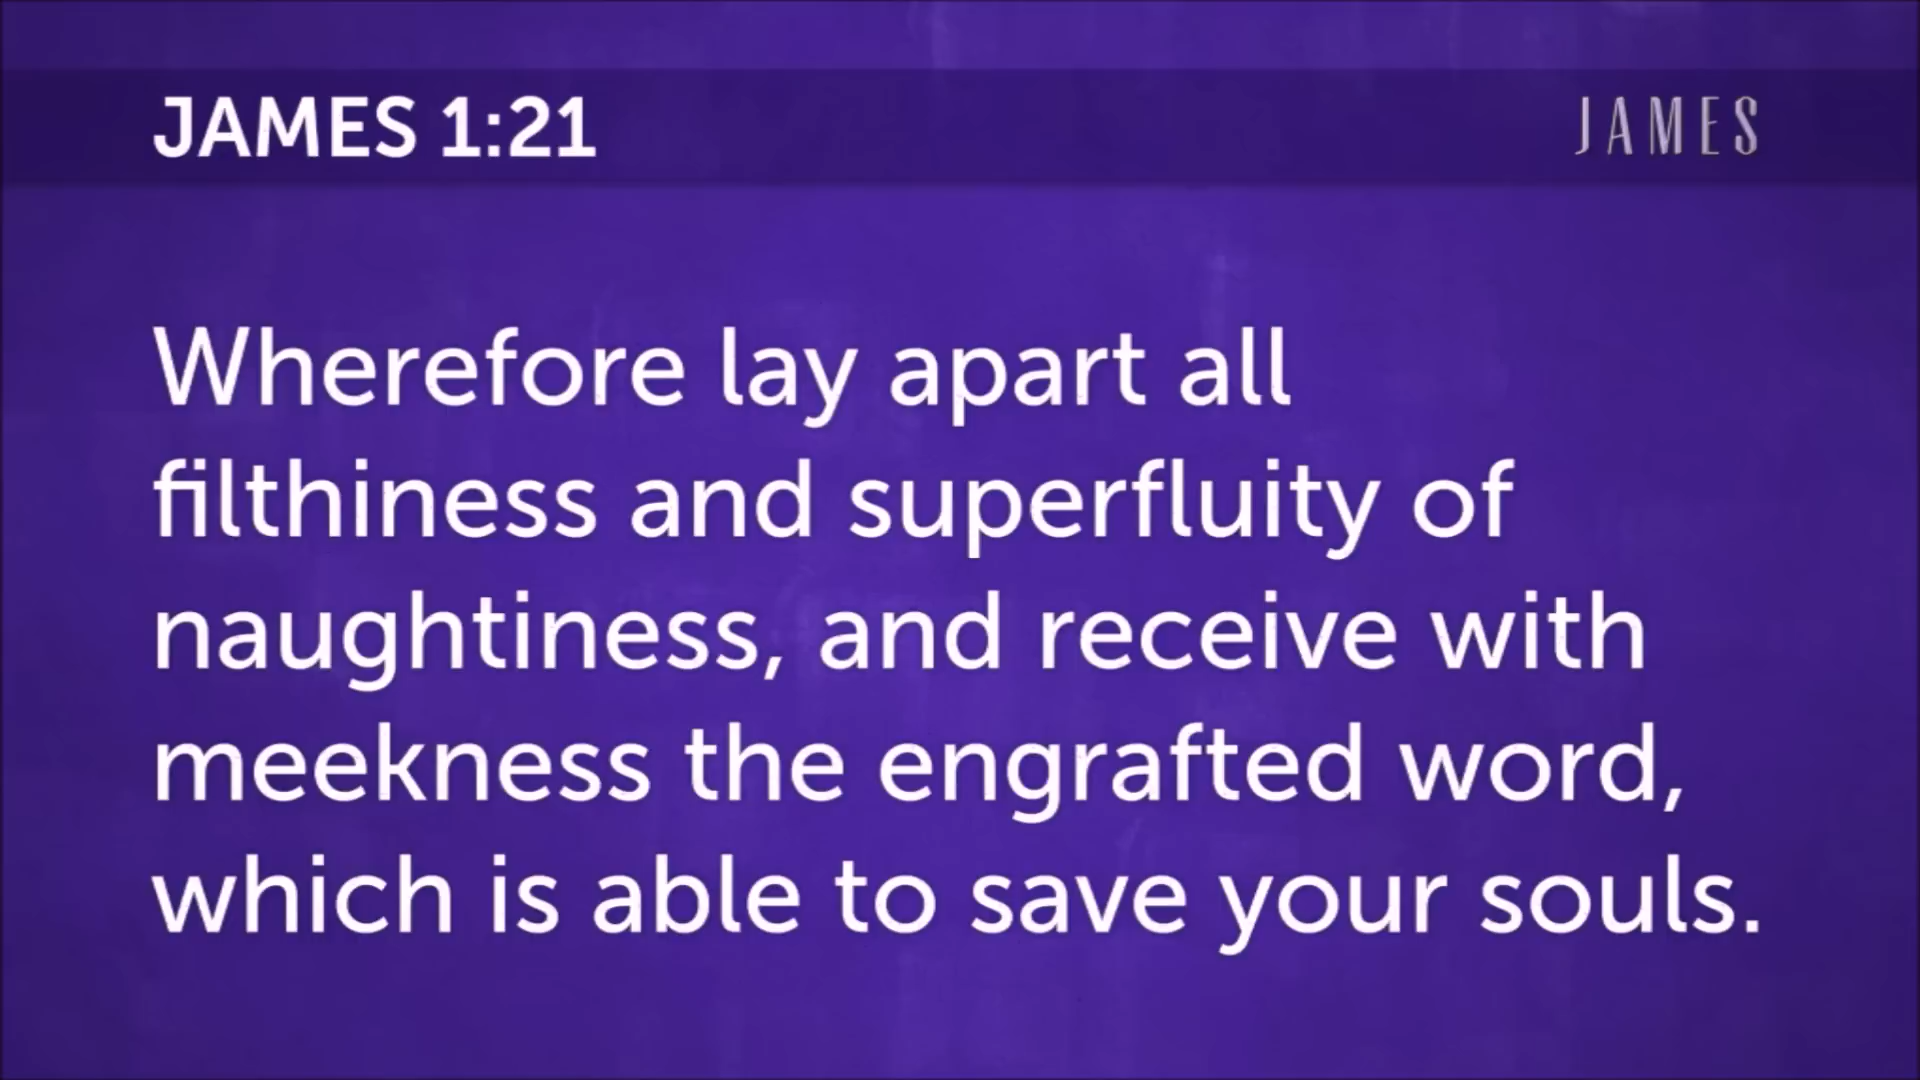 JAMES 1:21
JAMES
Wherefore lay apart all
filthiness and superfluity of
naughtiness, and receive with
meekness the engrafted word,
which is able to save your souls.